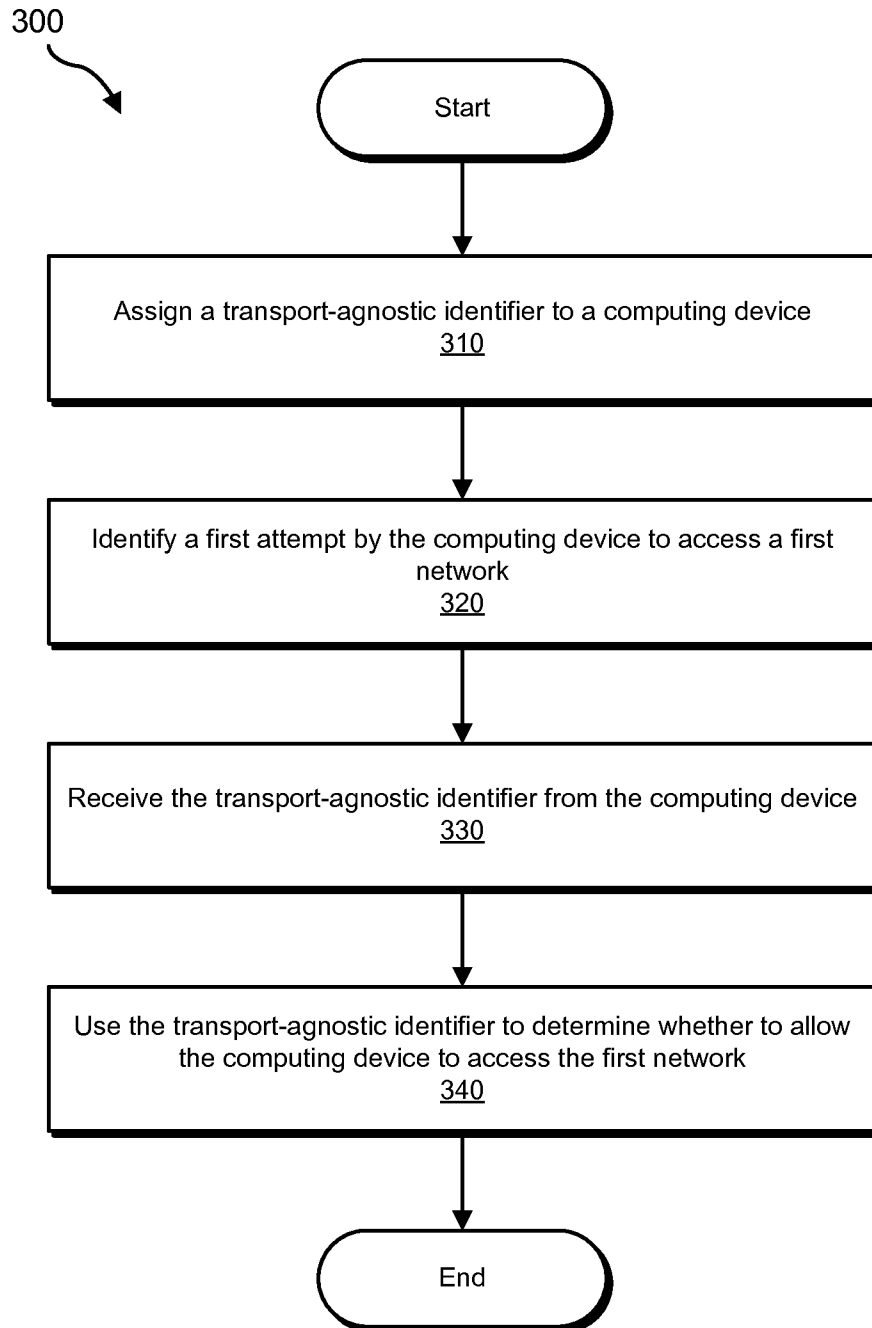 300
Start
Assign a transport-agnostic identifier to a computing device
310
Identify a first attempt by the computing device to access a first
network
320
Receive the transport-agnostic identifier from the computing device
330
Use the transport-agnostic identifier to determine whether to allow
the computing device to access the first network
340
End